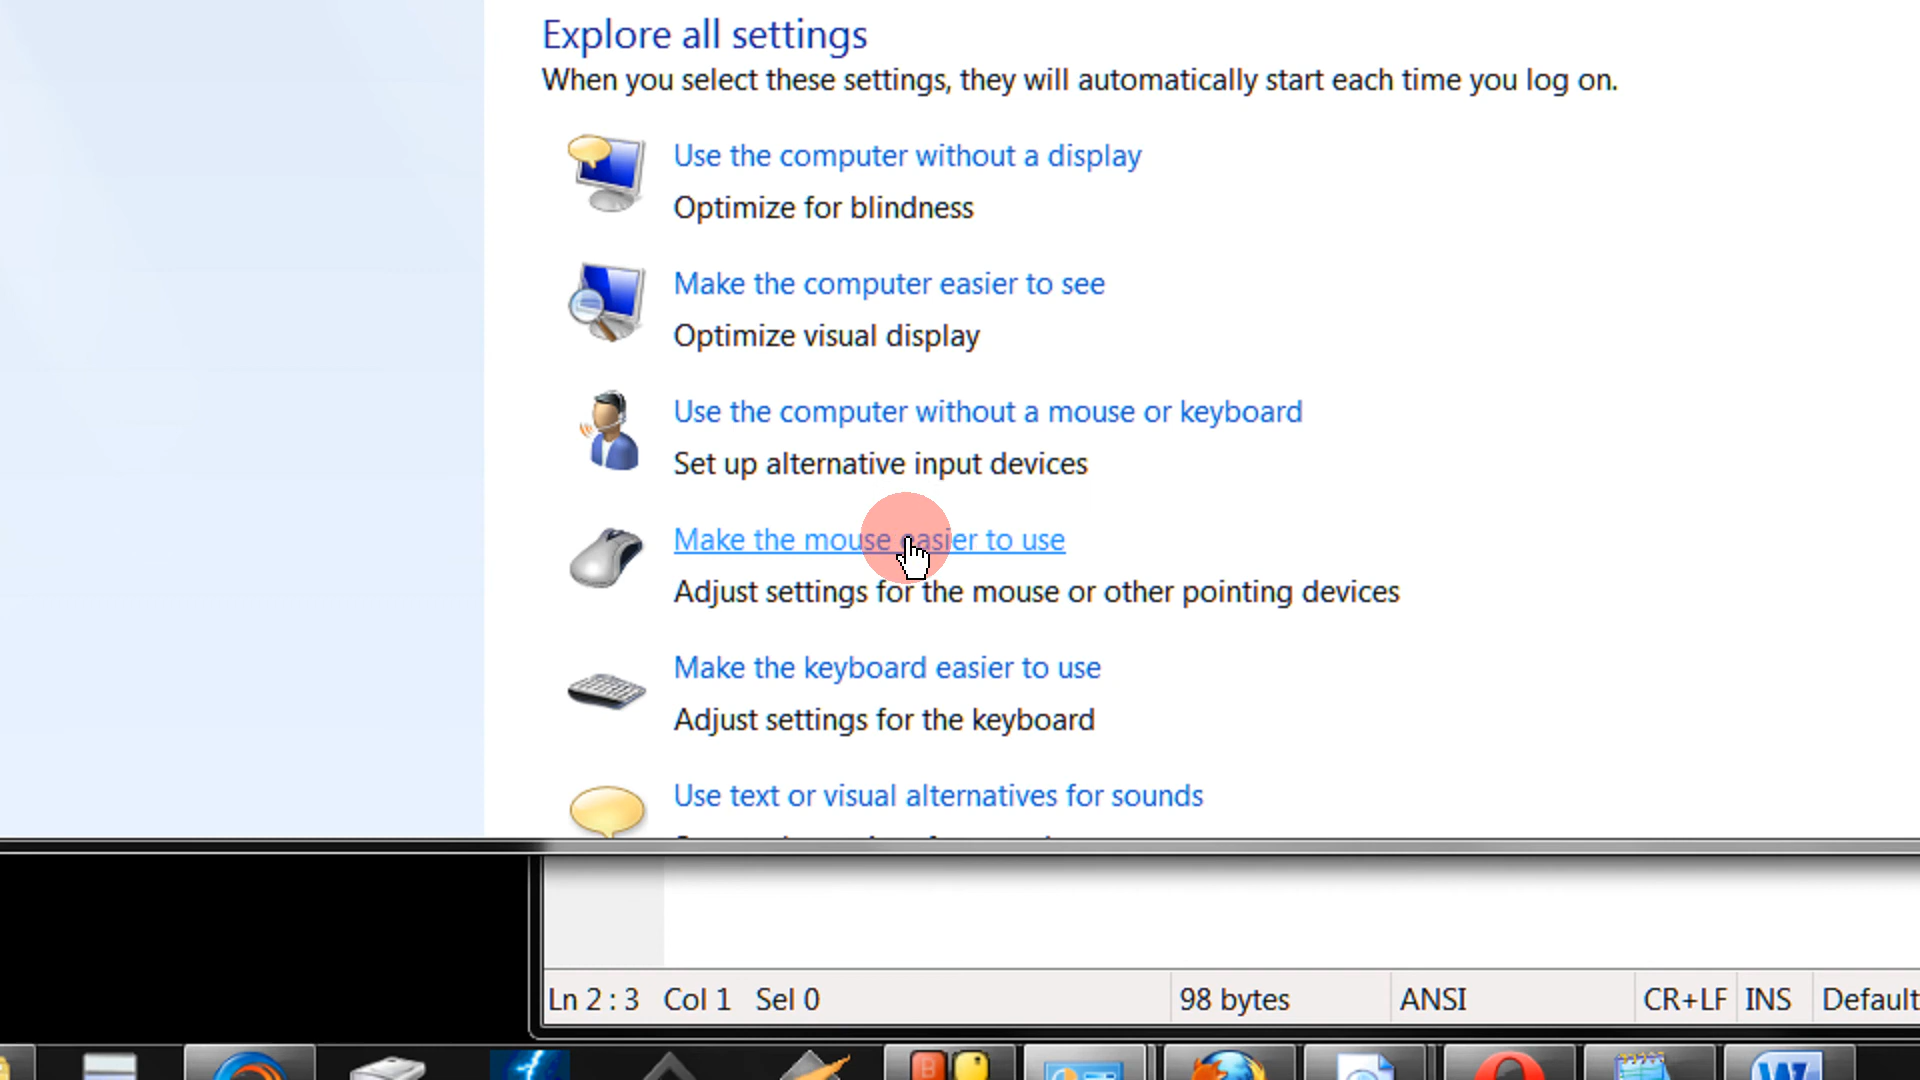 Explore all settings
When you select these settings, they will automatically start each time you log on.
Use the computer without a display
Optimize for blindness
Make the computer easier to see
Optimize visual display
Use the computer without a mouse or keyboard
Set up alternative input devices
Make the mouse easier to use
Adjust settings for the mouse or other pointing devices
Make the keyboard easier to use
Adjust settings for the keyboard
Use text or visual alternatives for sounds
Ln 2 : 3 Col 1 Sel 0 98 bytes ANSI CR+LF INS Default
B W